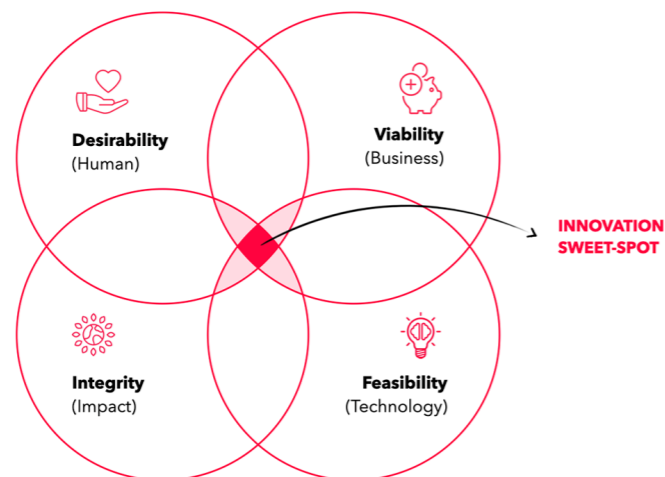 Desirability
(Human)
Viability
(Business)
INNOVATION
SWEET-SPOT
Integrity
(Impact)
Feasibility
(Technology)